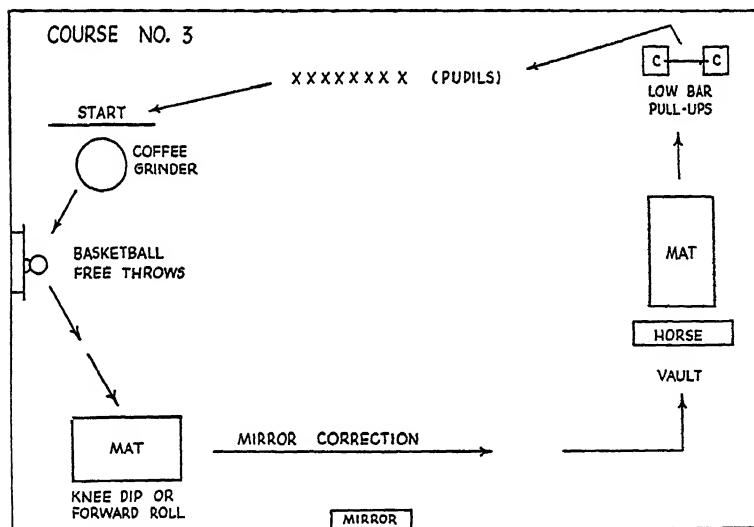 COURSE NO. 3
XXXXXXXX (PUPILS)
START
COFFEE
GRINDER
BASKETBALL
FREE THROWS
MAT
KNEE DIP OR
FORWARD ROLL
MIRROR CORRECTION
MIRROR
VAULT
HORSE
MAT
C C
LOW BAR
PULL-UPS